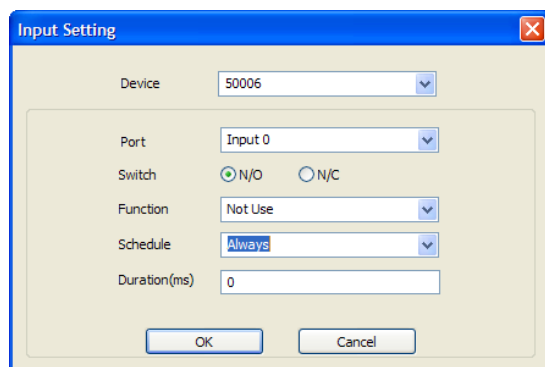 Input Setting
Device 50006
Port Input 0
Switch N/O N/C
Function Not Use
Schedule Always
Duration(ms) 0
OK Cancel